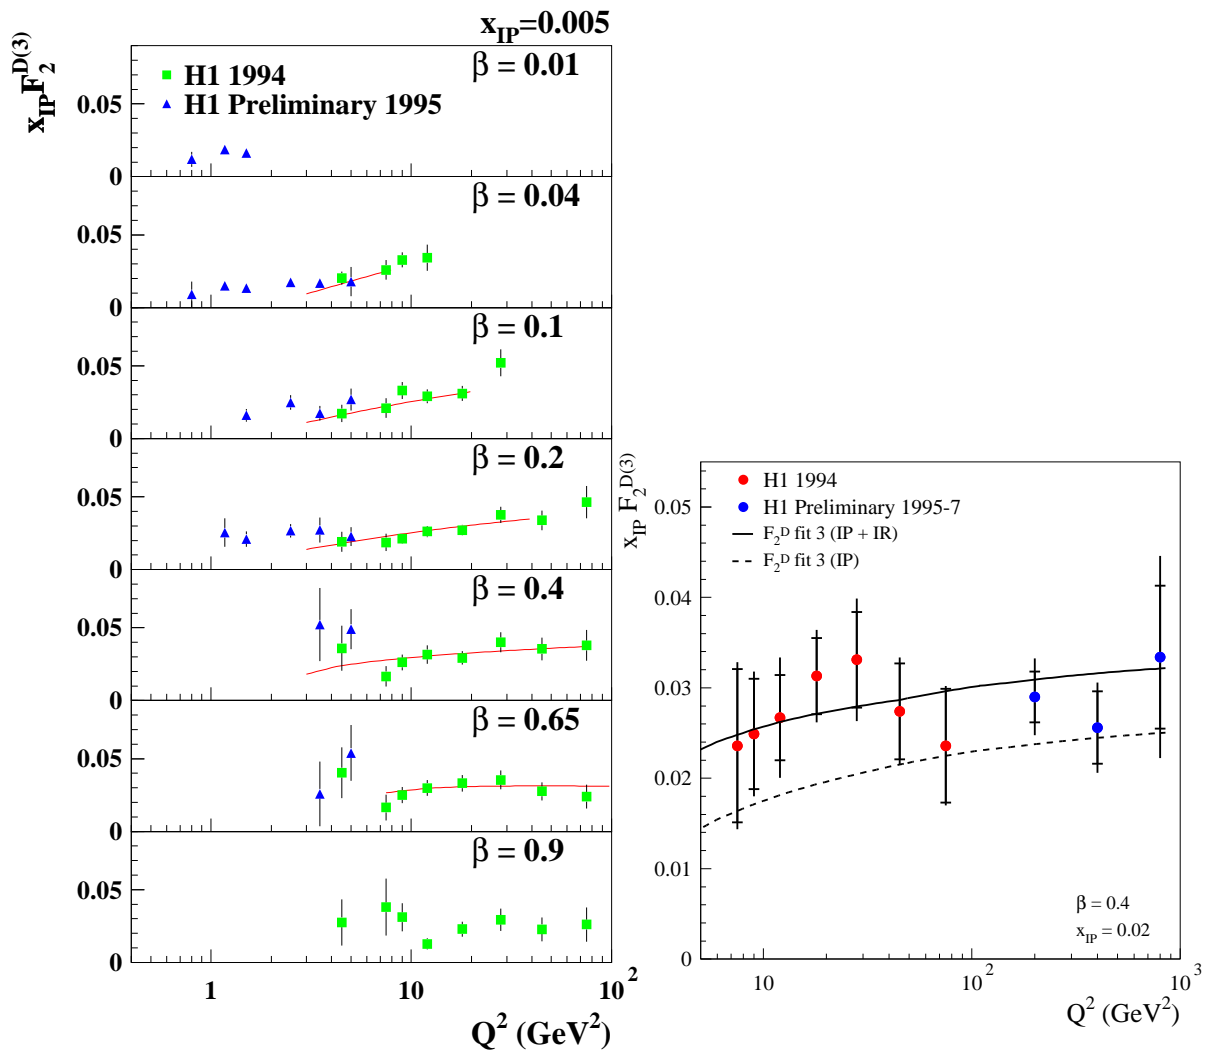 x_IP=0.005
x_IP F_2^D(3)
β = 0.01
H1 1994
H1 Preliminary 1995
0.05
0
β = 0.04
0.05
0
β = 0.1
0.05
0
β = 0.2
0.05
0
β = 0.4
0.05
0
β = 0.65
0.05
0
β = 0.9
0.05
0
1
10
10^2
Q^2 (GeV^2)
x_IP F_2^D(3)
H1 1994
H1 Preliminary 1995-7
F_2^D fit 3 (IP + IR)
F_2^D fit 3 (IP)
0.05
0.04
0.03
0.02
0.01
0
β = 0.4
x_IP = 0.02
10
10^2
10^3
Q^2 (GeV^2)